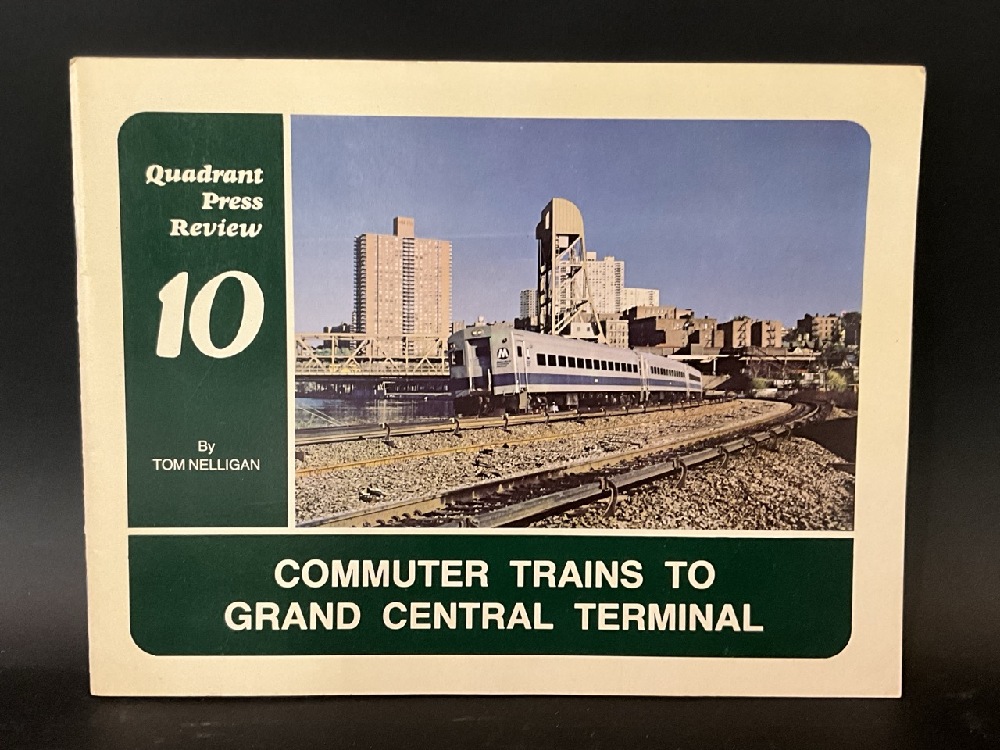 Quadrant
Press
Review
10
By
TOM NELLIGAN
M
COMMUTER TRAINS TO
GRAND CENTRAL TERMINAL